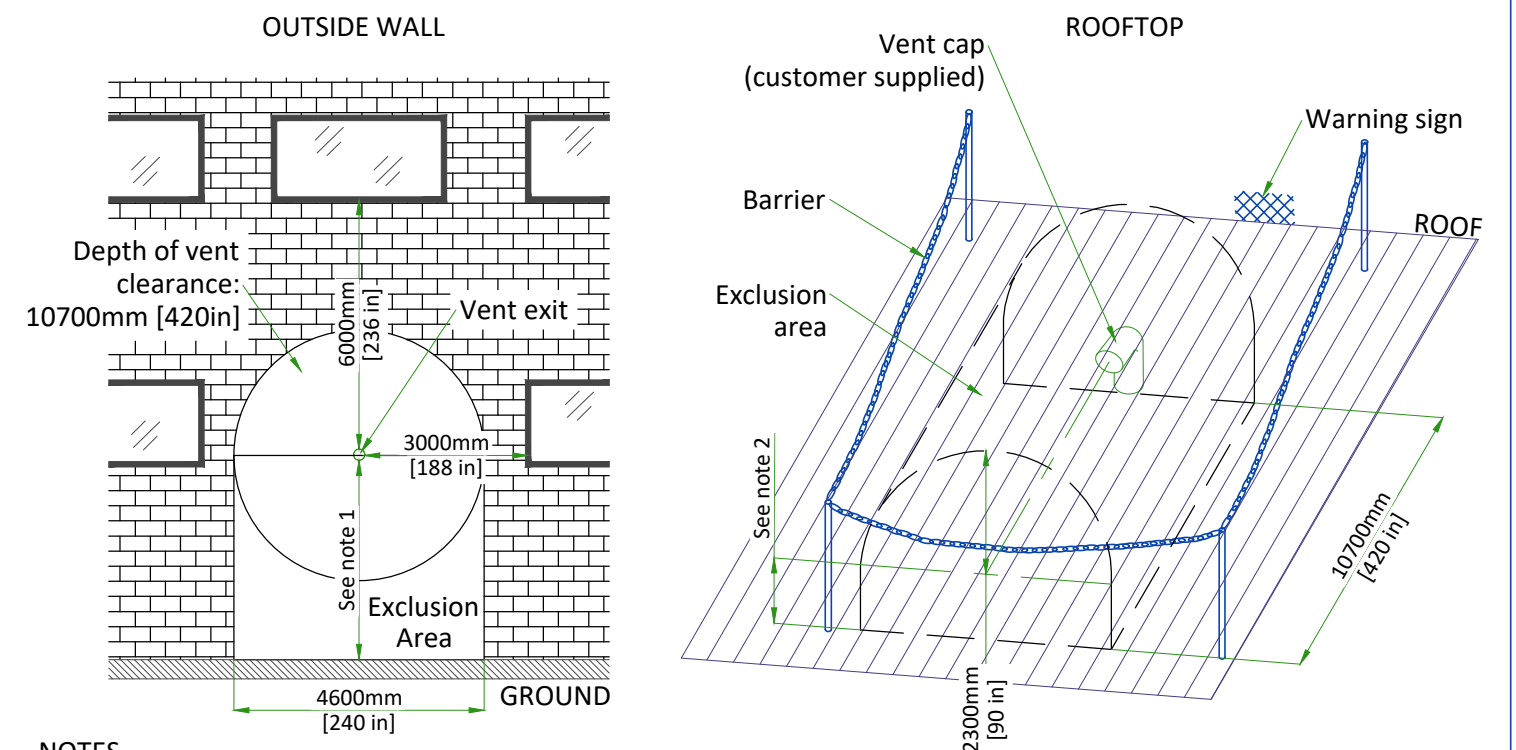 OUTSIDE WALL
Depth of vent
clearance:
10700mm [420in]
6000mm
[236 in]
Vent exit
3000mm
[188 in]
See note 1
Exclusion
Area
GROUND
4600mm
[240 in]
NOTES
ROOFTOP
Vent cap
(customer supplied)
Warning sign
Barrier
ROOF
Exclusion
area
See note 2
10700mm
[420 in]
2300mm
[90 in]